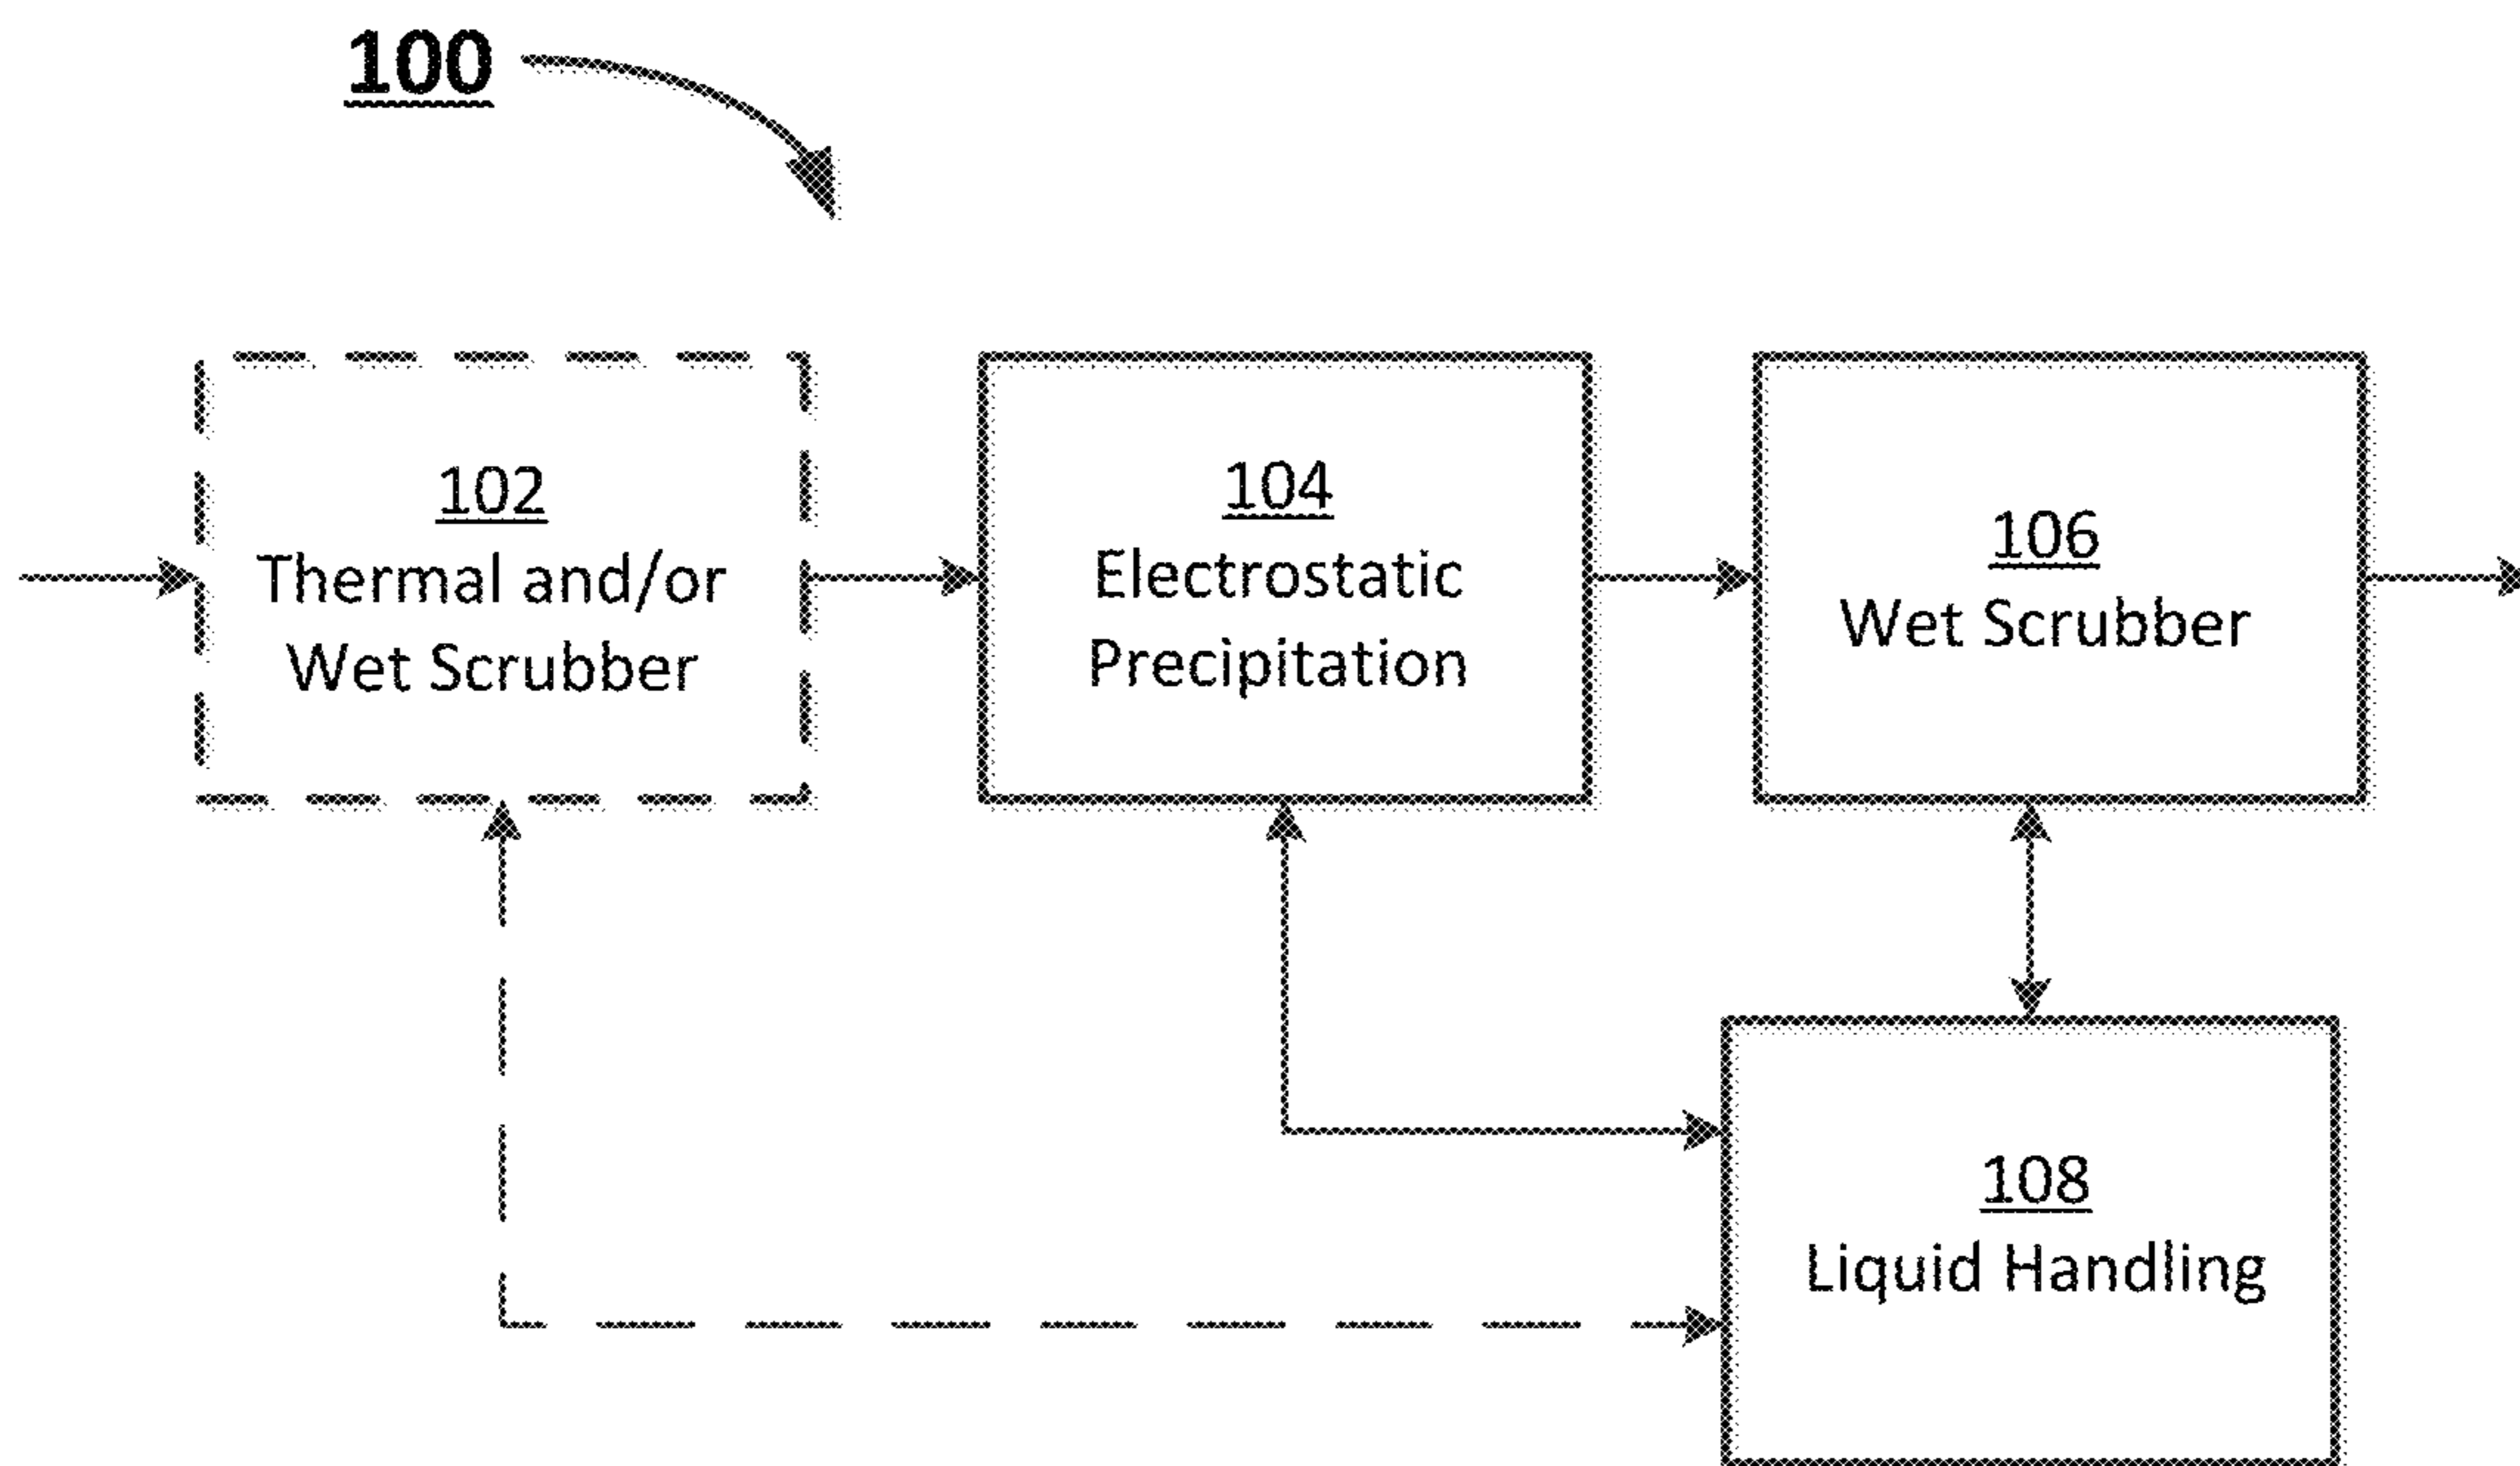 100
102
Thermal and/or
Wet Scrubber
104
Electrostatic
Precipitation
106
Wet Scrubber
108
Liquid Handling